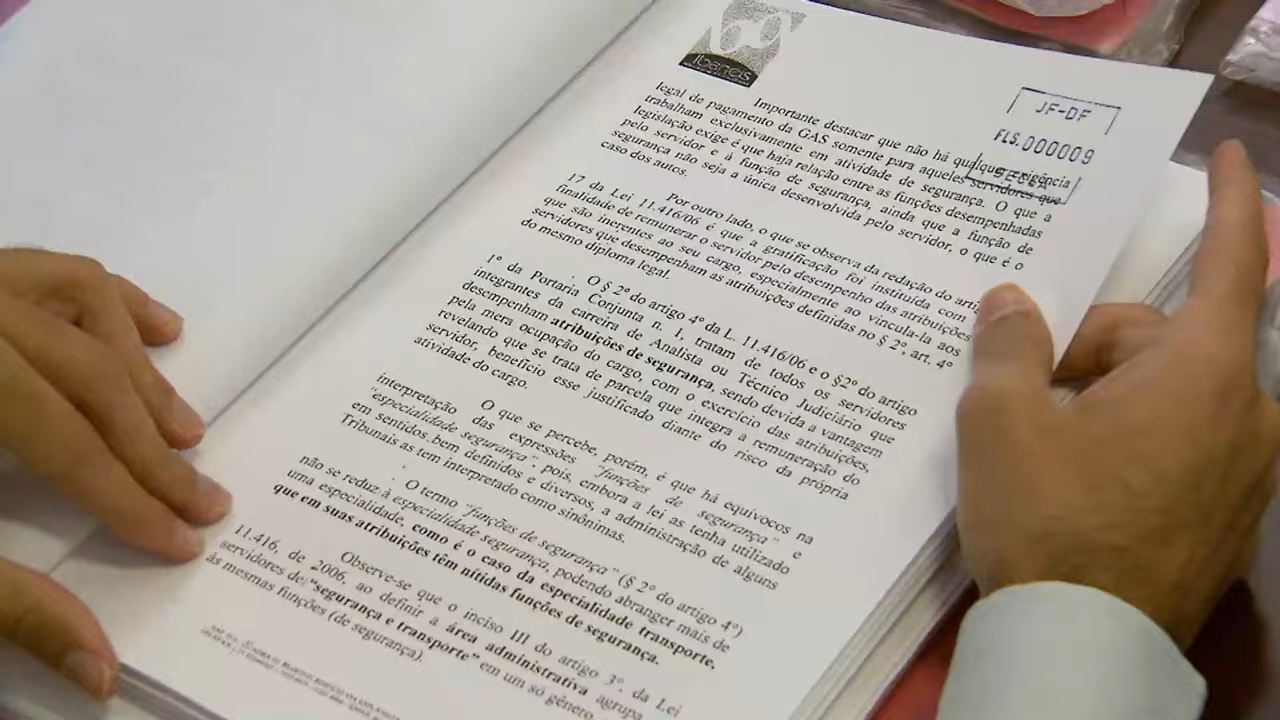 Ibaneis
JF-DF
FLS.000009
SECLA
Importante destacar que não há qualquer exigência
legal de pagamento da GAS somente para aqueles servidores que
trabalham exclusivamente em atividade de segurança. O que a
legislação exige é que haja relação entre as funções desempenhadas
pelo servidor e à função de segurança, ainda que a função de
segurança não seja a única desenvolvida pelo servidor, o que é o
caso dos autos.
Por outro lado, o que se observa da redação do
17 da Lei 11.416/06 é que a gratificação foi instituída com
finalidade de remunerar o servidor pelo desempenho das atribuições
que são inerentes ao seu cargo, especialmente ao vincula-la aos
servidores que desempenham as atribuições definidas no § 2º, art. 4º
do mesmo diploma legal.
O § 2º do artigo 4º da L. 11.416/06 e o §2º do artigo
1º da Portaria Conjunta n. 1, tratam de todos os servidores
integrantes da carreira de Analista ou Técnico Judiciário que
desempenham atribuições de segurança, sendo devida a vantagem
pela mera ocupação do cargo, com o exercício das atribuições,
revelando que se trata de parcela que integra a remuneração do
servidor, benefício esse justificado diante do risco da própria
atividade do cargo.
O que se percebe, porém, é que há equívocos na
interpretação das expressões "funções de segurança" e
"especialidade segurança", pois, embora a lei as tenha utilizado
em sentidos bem definidos e diversos, a administração de alguns
Tribunais as tem interpretado como sinônimas.
O termo "funções de segurança" (§ 2º do artigo 4º)
não se reduz à especialidade segurança, podendo abranger mais de
uma especialidade, como é o caso da especialidade transporte,
que em suas atribuições têm nítidas funções de segurança.
Observe-se que o inciso III do artigo 3º, da Lei
11.416, de 2006, ao definir a área administrativa agrupa
servidores de "segurança e transporte" em um só gênero,
às mesmas funções (de segurança).